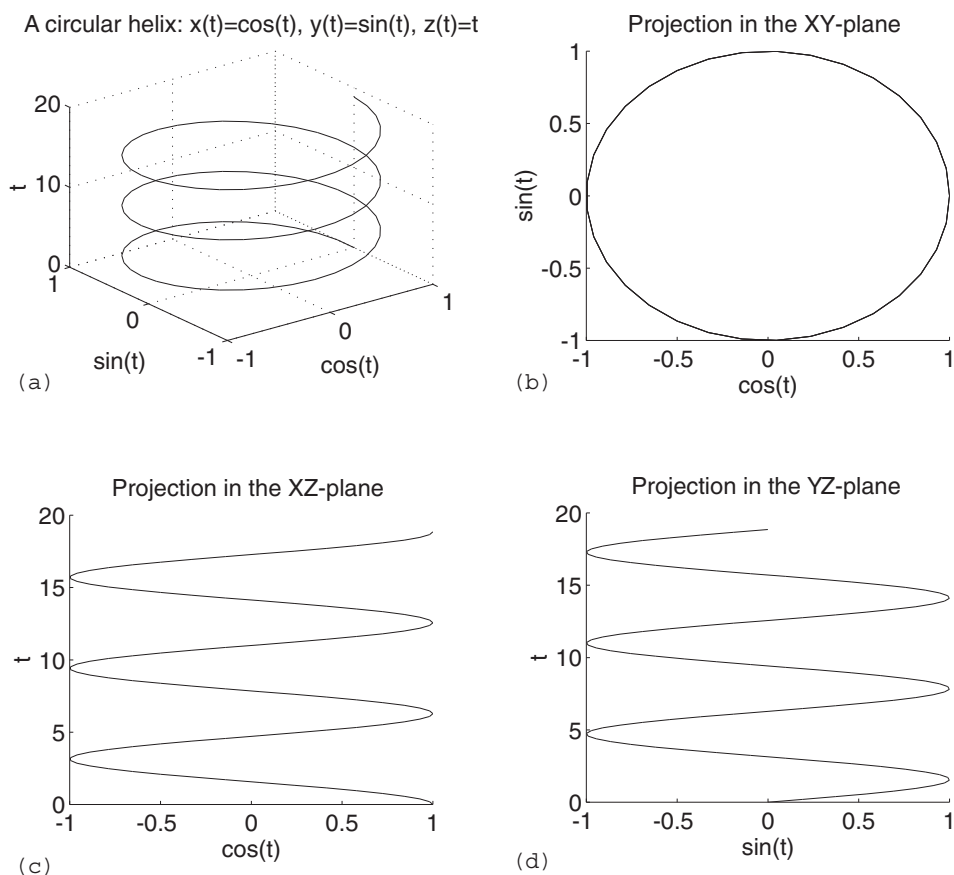 A circular helix: x(t)=cos(t), y(t)=sin(t), z(t)=t
20
10
0
t
1
0
-1
sin(t)
-1
0
1
cos(t)
(a)
Projection in the XY-plane
1
0.5
0
-0.5
-1
sin(t)
-1
-0.5
0
0.5
1
cos(t)
(b)
Projection in the XZ-plane
20
15
10
5
0
t
-1
-0.5
0
0.5
1
cos(t)
(c)
Projection in the YZ-plane
20
15
10
5
0
t
-1
-0.5
0
0.5
1
sin(t)
(d)